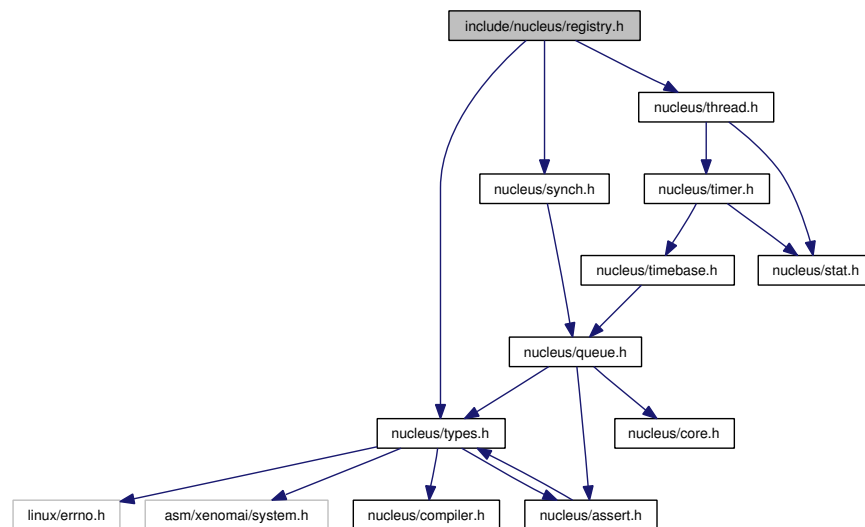 include/nucleus/registry.h
nucleus/thread.h
nucleus/synch.h
nucleus/timer.h
nucleus/timebase.h
nucleus/stat.h
nucleus/queue.h
nucleus/types.h
nucleus/core.h
linux/errno.h
asm/xenomai/system.h
nucleus/compiler.h
nucleus/assert.h